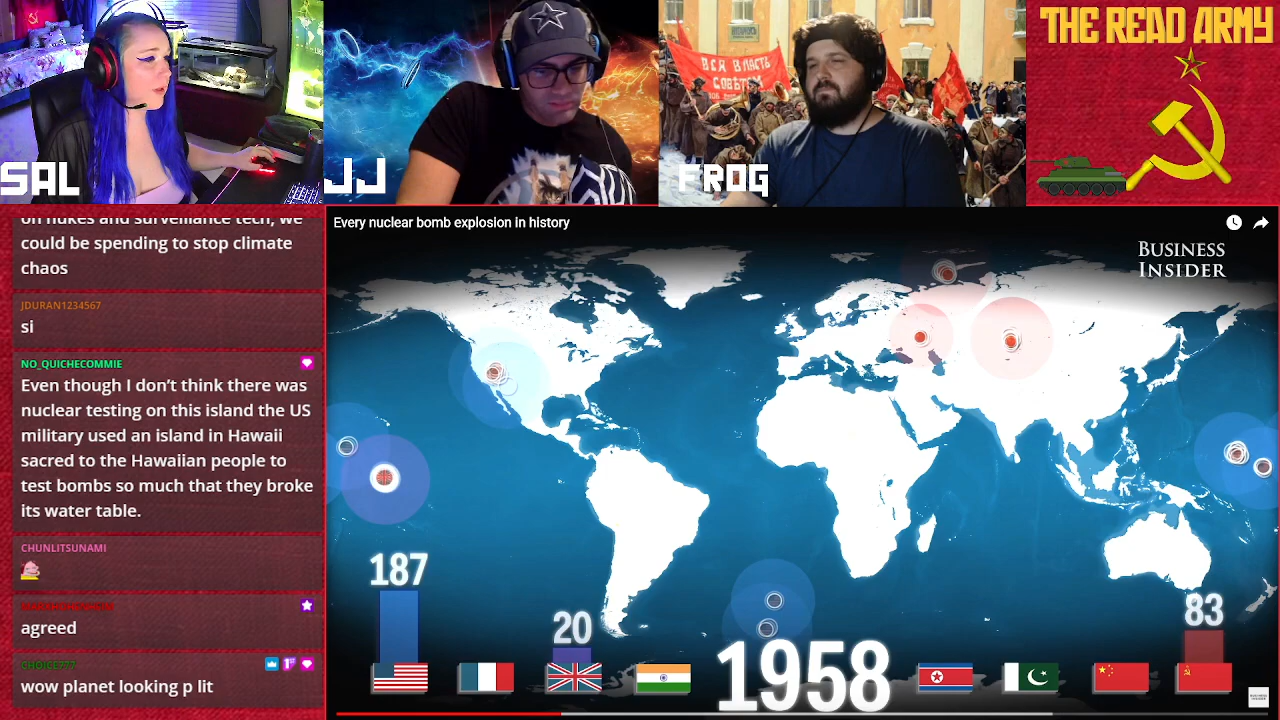 THE READ ARMY
ВСЯ ВЛАСТЬ
СОВѢТАМ
SAL
JJ
FROG
on nukes and surveillance tech, we
could be spending to stop climate
chaos
JDURAN1234567
si
NO_QUICHECOMMIE
Even though I don't think there was
nuclear testing on this island the US
military used an island in Hawaii
sacred to the Hawaiian people to
test bombs so much that they broke
its water table.
CHUNLITSUNAMI
agreed
CHOICE777
wow planet looking p lit
Every nuclear bomb explosion in history
BUSINESS
INSIDER
187
20
1958
83